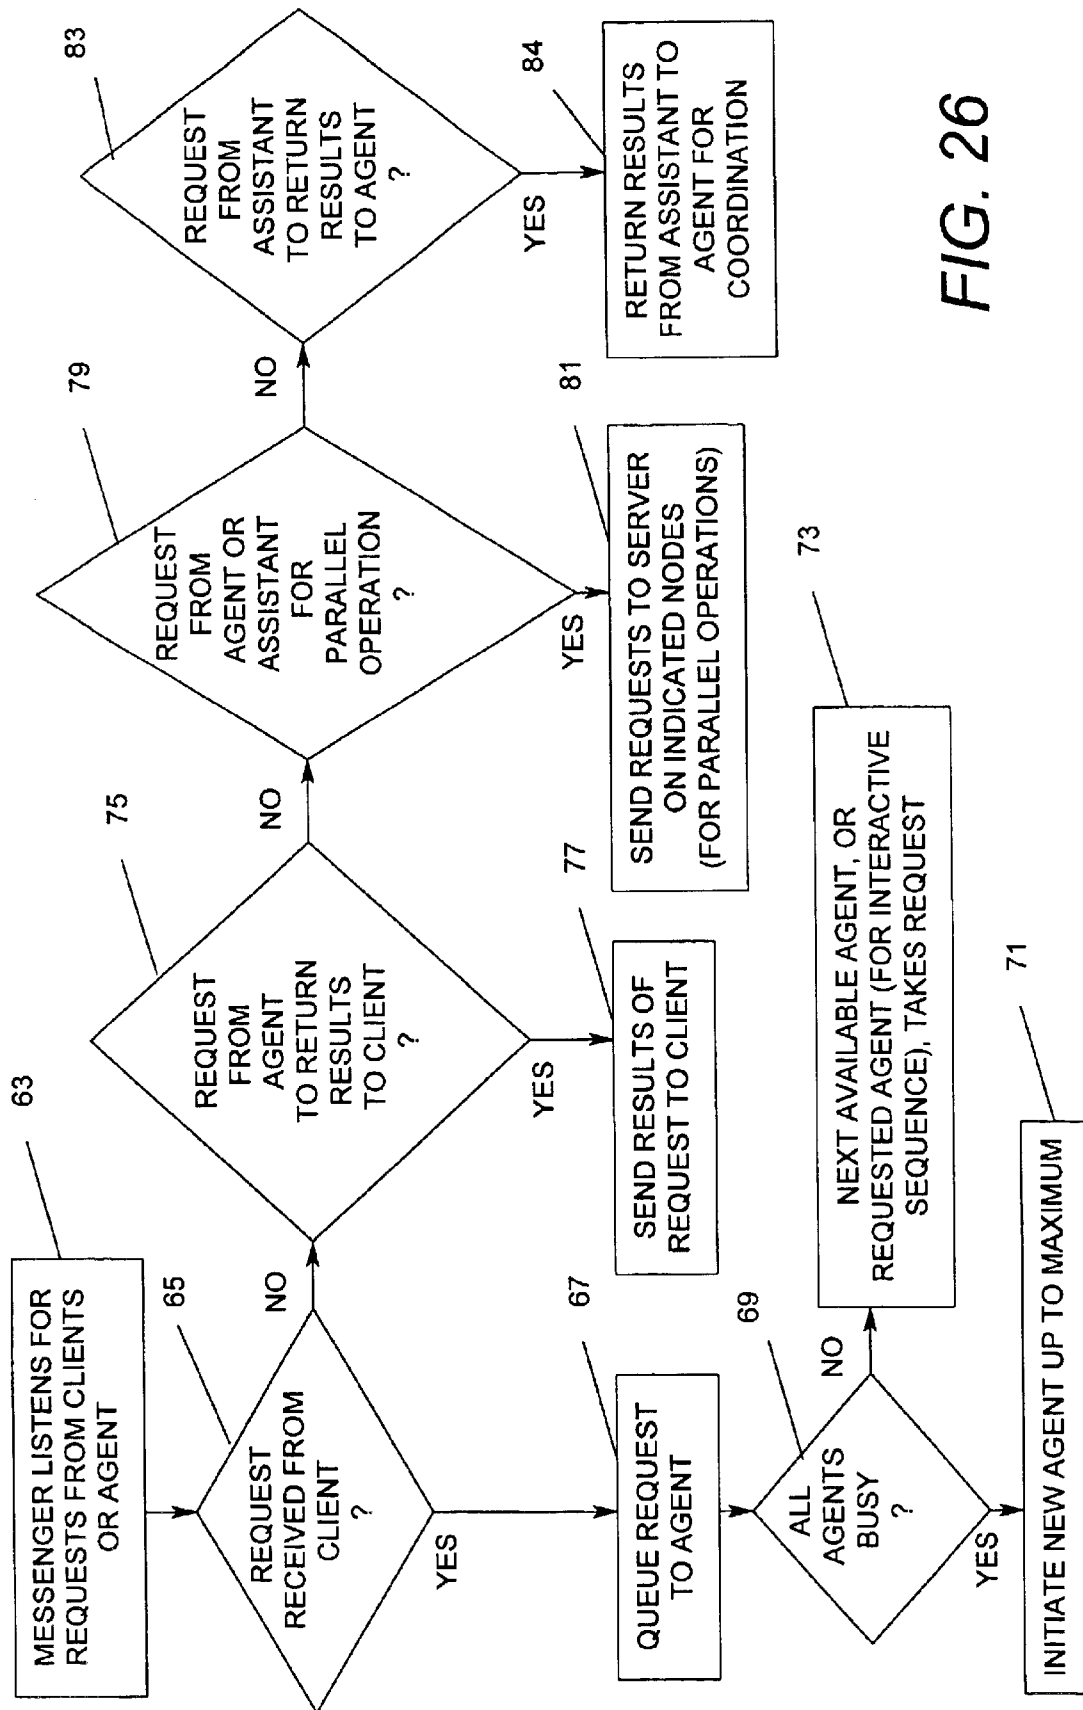 MESSENGER LISTENS FOR
REQUESTS FROM CLIENTS
OR AGENT
63
REQUEST
RECEIVED FROM
CLIENT
?
65
NO
YES
REQUEST
FROM
AGENT
TO RETURN
RESULTS
TO CLIENT
?
75
NO
YES
REQUEST
FROM
AGENT OR
ASSISTANT
FOR
PARALLEL
OPERATION
?
79
NO
YES
REQUEST
FROM
ASSISTANT
TO RETURN
RESULTS
TO AGENT
?
83
YES
QUEUE REQUEST
TO AGENT
67
SEND RESULTS OF
REQUEST TO CLIENT
77
SEND REQUESTS TO SERVER
ON INDICATED NODES
(FOR PARALLEL OPERATIONS)
81
RETURN RESULTS
FROM ASSISTANT TO
AGENT FOR
COORDINATION
84
ALL
AGENTS
BUSY
?
69
NO
YES
NEXT AVAILABLE AGENT, OR
REQUESTED AGENT (FOR INTERACTIVE
SEQUENCE), TAKES REQUEST
73
INITIATE NEW AGENT UP TO MAXIMUM
71
FIG. 26